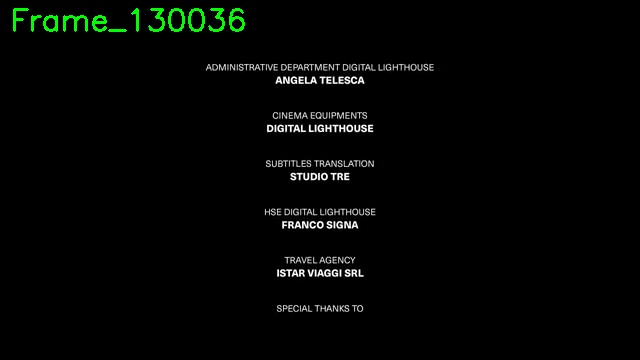 Frame_130036
ADMINISTRATIVE DEPARTMENT DIGITAL LIGHTHOUSE
ANGELA TELESCA
CINEMA EQUIPMENTS
DIGITAL LIGHTHOUSE
SUBTITLES TRANSLATION
STUDIO TRE
HSE DIGITAL LIGHTHOUSE
FRANCO SIGNA
TRAVEL AGENCY
ISTAR VIAGGI SRL
SPECIAL THANKS TO